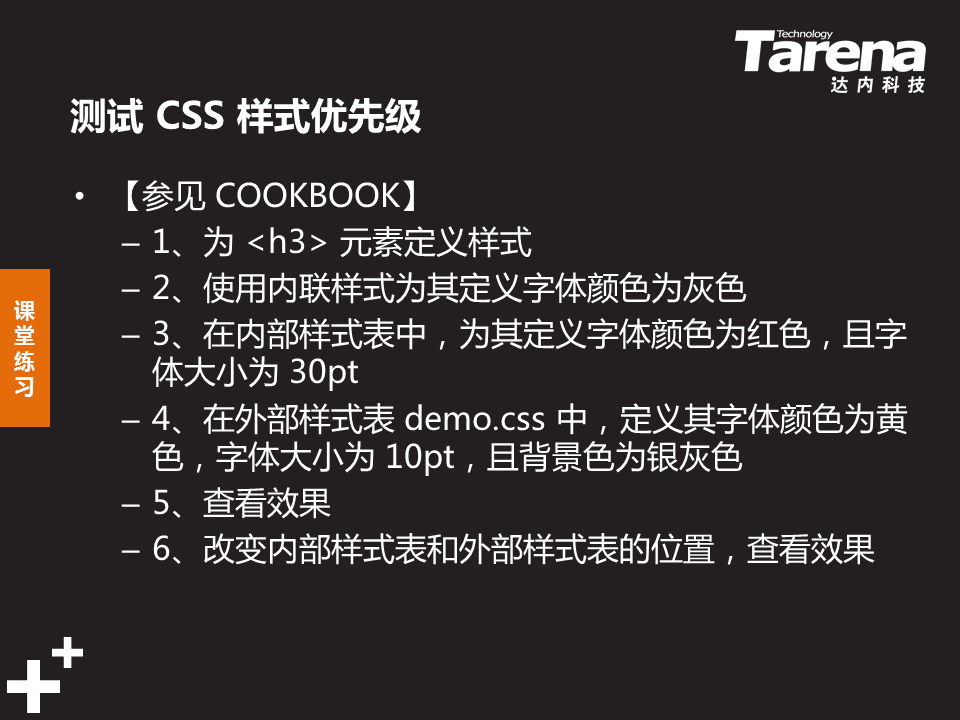 Technology
Tarena
达内科技
测试 CSS 样式优先级
• 【参见 COOKBOOK】
– 1、为 <h3> 元素定义样式
– 2、使用内联样式为其定义字体颜色为灰色
– 3、在内部样式表中，为其定义字体颜色为红色，且字
体大小为 30pt
– 4、在外部样式表 demo.css 中，定义其字体颜色为黄
色，字体大小为 10pt，且背景色为银灰色
– 5、查看效果
– 6、改变内部样式表和外部样式表的位置，查看效果
课
堂
练
习